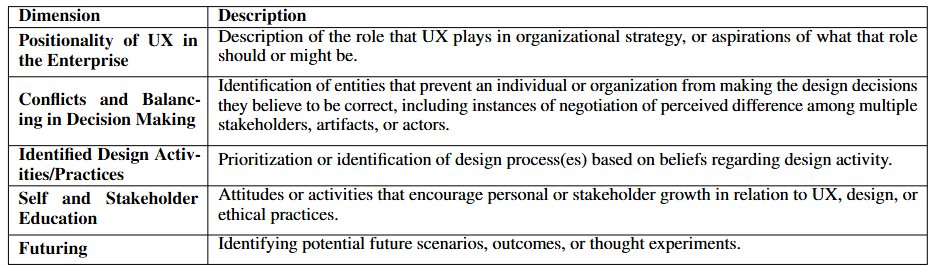 Dimension Description
Positionality of UX in
the Enterprise
Description of the role that UX plays in organizational strategy, or aspirations of what that role
should or might be.
Conflicts and Balanc-
ing in Decision Making
Identification of entities that prevent an individual or organization from making the design decisions
they believe to be correct, including instances of negotiation of perceived difference among multiple
stakeholders, artifacts, or actors.
Identified Design Activ-
ities/Practices
Prioritization or identification of design process(es) based on beliefs regarding design activity.
Self and Stakeholder
Education
Attitudes or activities that encourage personal or stakeholder growth in relation to UX, design, or
ethical practices.
Futuring
Identifying potential future scenarios, outcomes, or thought experiments.